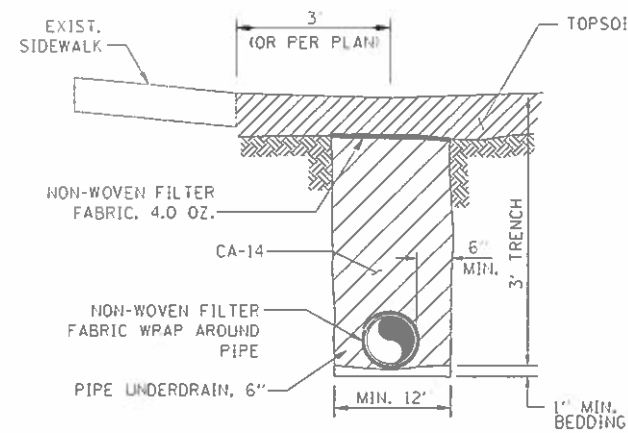 EXIST.
SIDEWALK
3'
(OR PER PLAN)
TOPSOI
NON-WOVEN FILTER
FABRIC, 4.0 OZ.
CA-14
6"
MIN.
3' TRENCH
NON-WOVEN FILTER
FABRIC WRAP AROUND
PIPE
PIPE UNDERDRAIN, 6"
MIN. 12'
1" MIN.
BEDDING